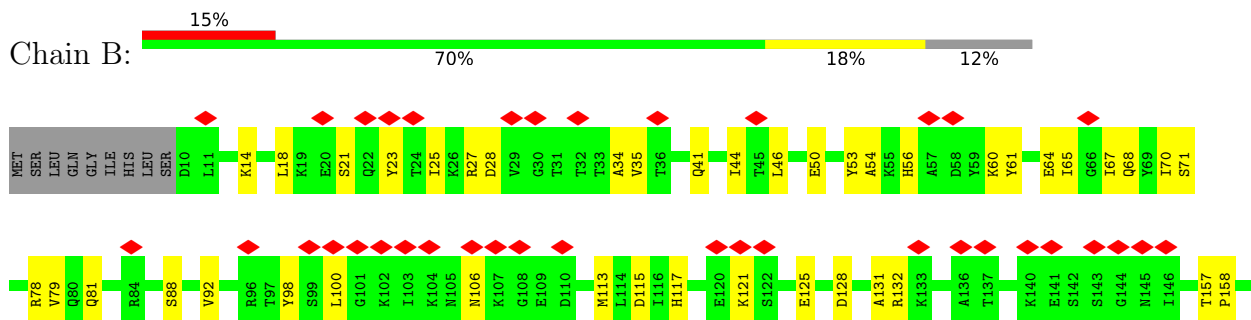 15%
Chain B:
70% 18% 12%
MET SER LEU GLN GLY ILE HIS LEU SER D10 L11 K14 L18 K19 E20 S21 Q22 Y23 T24 I25 K26 R27 D28 V29 G30 T31 T32 T33 A34 V35 T36 Q41 I44 T45 L46 E50 Y53 A54 K55 H56 A57 D58 Y59 K60 Y61 E64 I65 G66 I67 Q68 Y69 I70 S71
R78 V79 Q80 Q81 R84 S88 V92 R96 T97 Y98 S99 L100 G101 K102 I103 K104 N105 N106 K107 G108 E109 D110 M113 L114 D115 I116 H117 E120 K121 S122 E125 D128 A131 R132 K133 A136 T137 K140 E141 S142 S143 G144 N145 I146 T157 P158